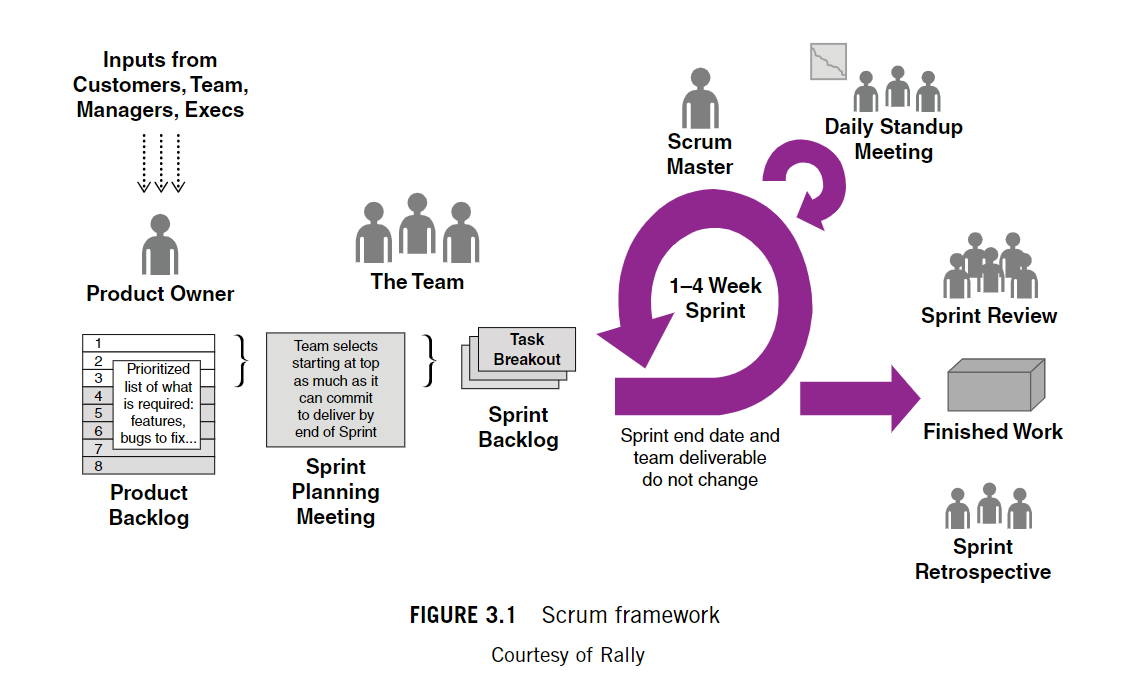 Inputs from
Customers, Team,
Managers, Execs
Product Owner
The Team
Scrum
Master
Daily Standup
Meeting
1–4 Week
Sprint
Sprint Review
1
2
3
4
5
6
7
8
Prioritized
list of what
is required:
features,
bugs to fix...
Product
Backlog
Team selects
starting at top
as much as it
can commit
to deliver by
end of Sprint
Sprint
Planning
Meeting
Task
Breakout
Sprint
Backlog
Sprint end date and
team deliverable
do not change
Finished Work
Sprint
Retrospective
FIGURE 3.1 Scrum framework
Courtesy of Rally